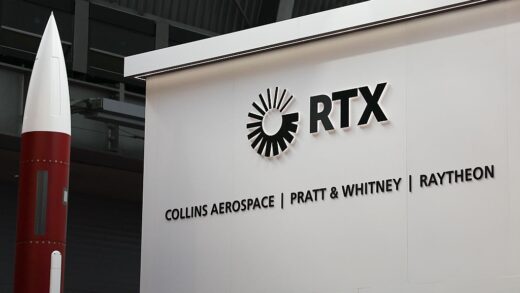 RTX
COLLINS AEROSPACE | PRATT & WHITNEY | RAYTHEON